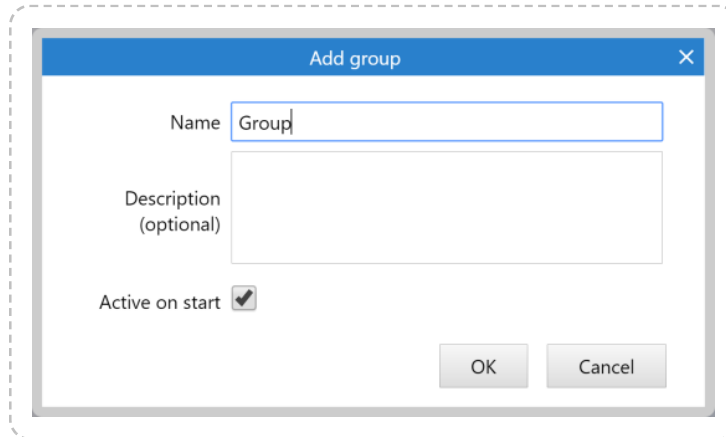 Add group
Name Group
Description
(optional)
Active on start
OK Cancel